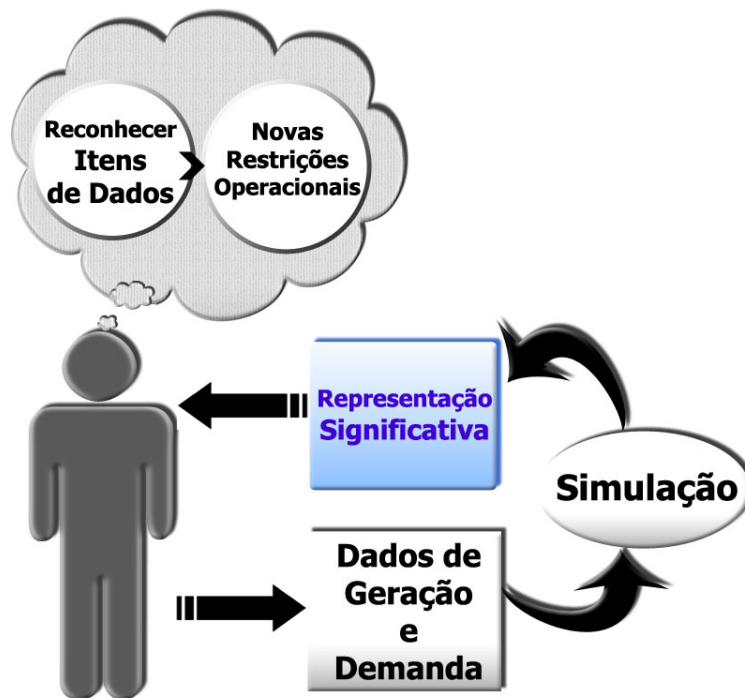 Reconhecer
Itens
de Dados
Novas
Restrições
Operacionais
Representação
Significativa
Simulação
Dados de
Geração
e
Demanda